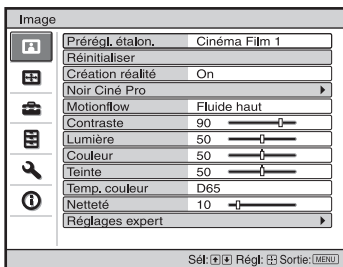 Image
Prérégl. étalon. Cinéma Film 1
Réinitialiser
Création réalité On
Noir Ciné Pro
Motionflow Fluide haut
Contraste 90
Lumière 50
Couleur 50
Teinte 50
Temp. couleur D65
Netteté 10
Réglages expert
Sél: Régl: Sortie: MENU